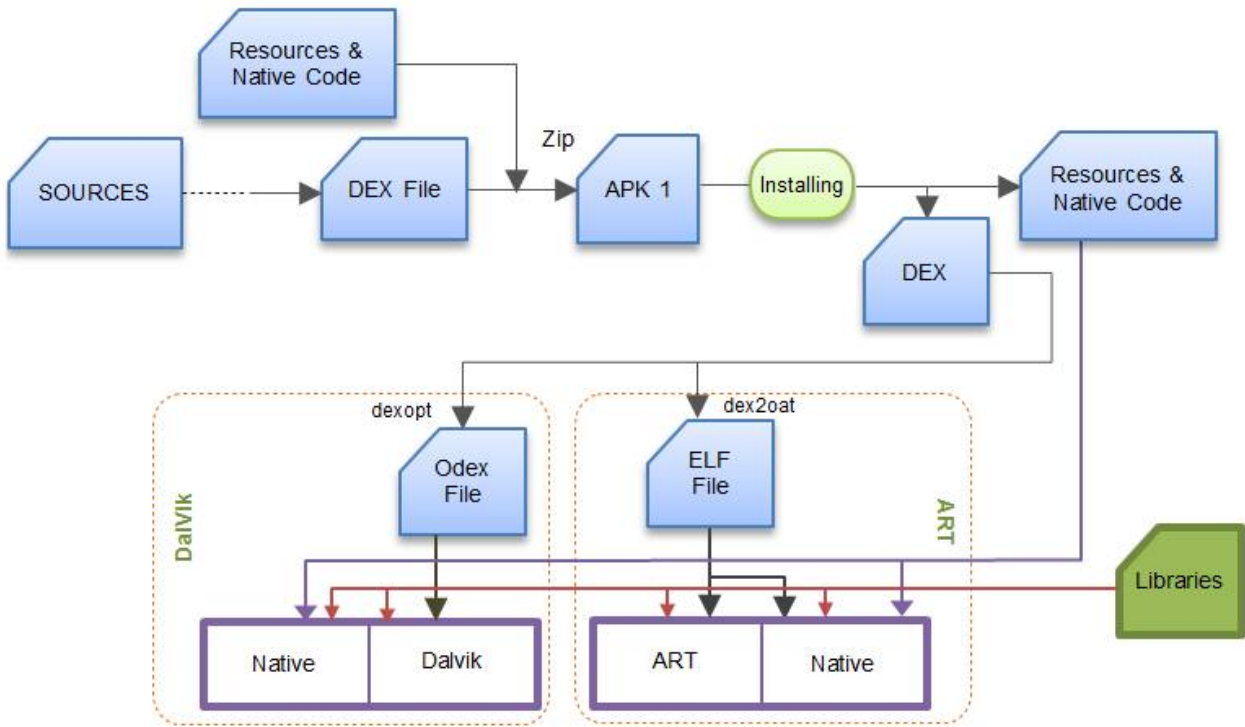 Resources &
Native Code
Zip
SOURCES
DEX File
APK 1
Installing
Resources &
Native Code
DEX
dexopt
dex2oat
Odex
File
ELF
File
DalVik
ART
Libraries
Native
Dalvik
ART
Native